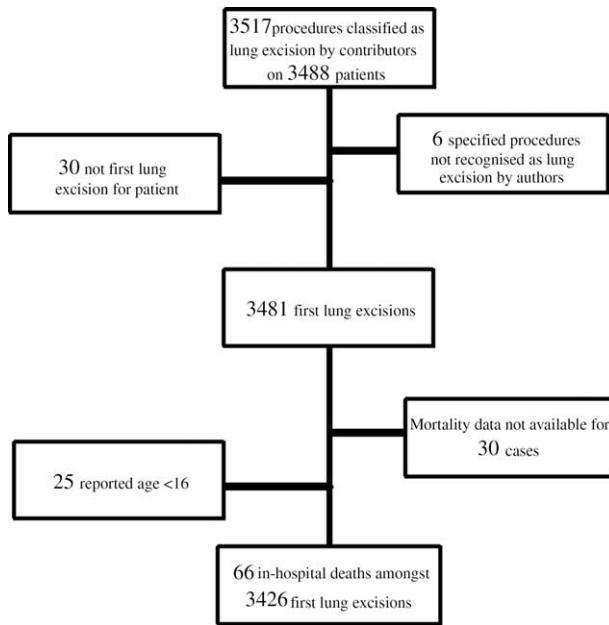 3517 procedures classified as
lung excision by contributors
on 3488 patients
6 specified procedures
not recognised as lung
excision by authors
30 not first lung
excision for patient
3481 first lung excisions
Mortality data not available for
30 cases
25 reported age <16
66 in-hospital deaths amongst
3426 first lung excisions